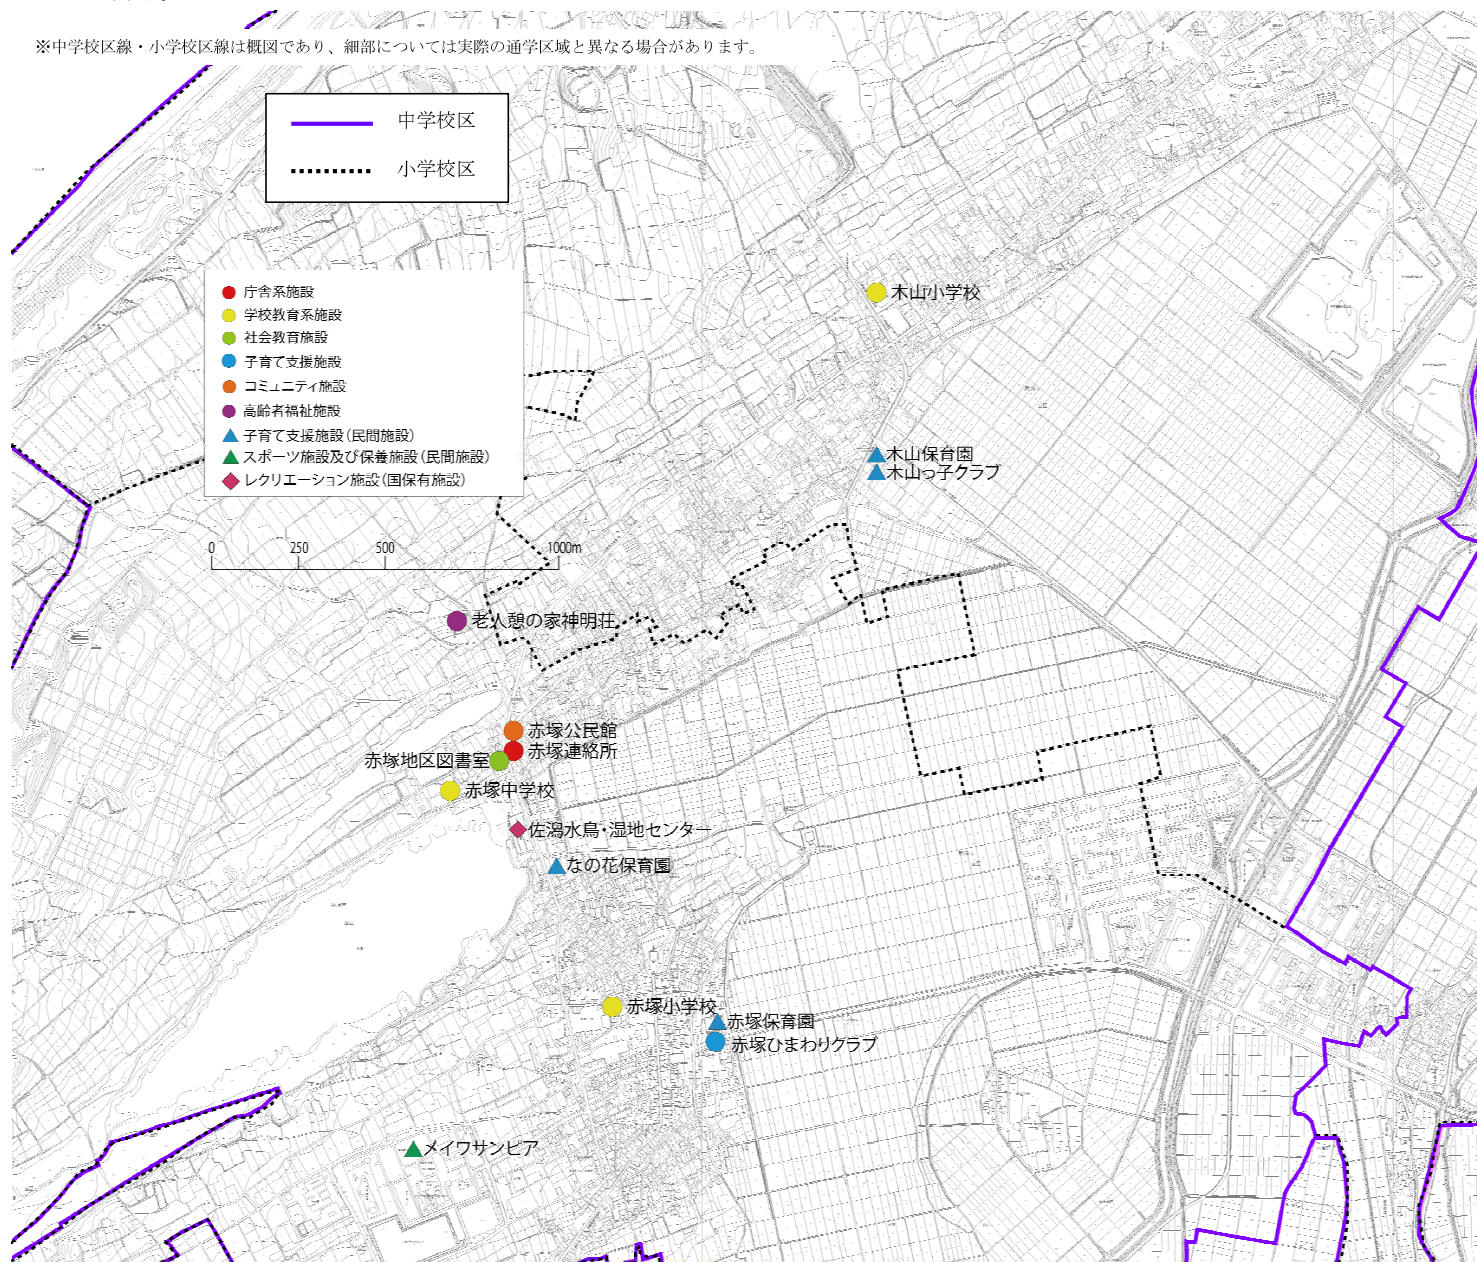 ※中学校区線・小学校区線は概図であり、細部については実際の通学区域と異なる場合があります。
中学校区
小学校区
庁舎系施設
学校教育系施設
社会教育施設
子育て支援施設
コミュニティ施設
高齢者福祉施設
子育て支援施設(民間施設)
スポーツ施設及び保養施設(民間施設)
レクリエーション施設(国保有施設)
0 250 500 1000m
木山小学校
木山保育園
木山っ子クラブ
老人憩の家神明荘
赤塚公民館
赤塚連絡所
赤塚地区図書室
赤塚中学校
佐潟水鳥・湿地センター
なの花保育園
赤塚小学校
赤塚保育園
赤塚ひまわりクラブ
メイワサンピア